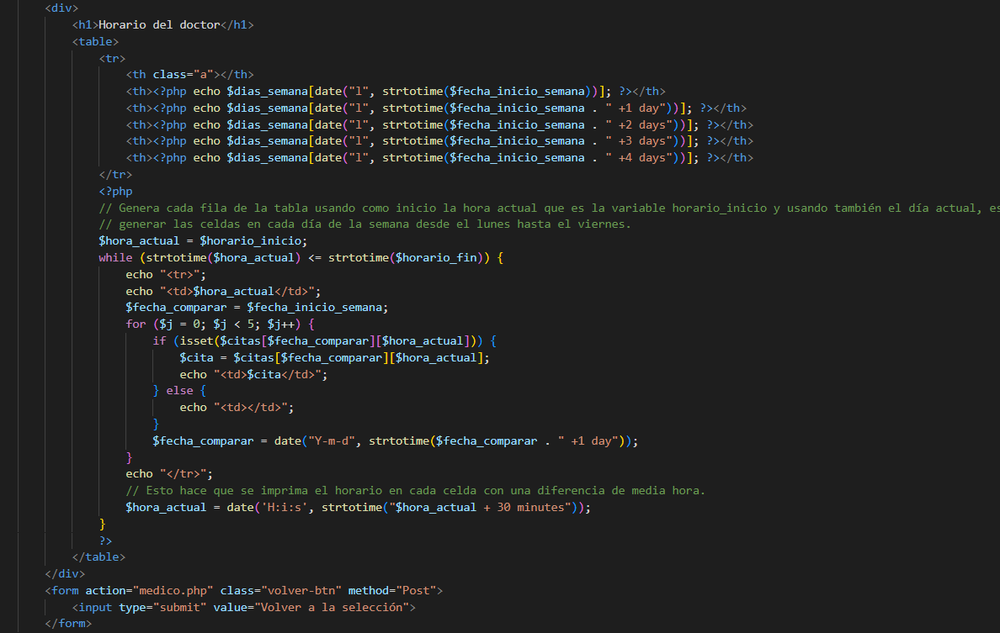 <div>
<h1>Horario del doctor</h1>
<table>
<tr>
<th class="a"></th>
<th><?php echo $dias_semana[date("l", strtotime($fecha_inicio_semana))]; ?></th>
<th><?php echo $dias_semana[date("l", strtotime($fecha_inicio_semana . " +1 day"))]; ?></th>
<th><?php echo $dias_semana[date("l", strtotime($fecha_inicio_semana . " +2 days"))]; ?></th>
<th><?php echo $dias_semana[date("l", strtotime($fecha_inicio_semana . " +3 days"))]; ?></th>
<th><?php echo $dias_semana[date("l", strtotime($fecha_inicio_semana . " +4 days"))]; ?></th>
</tr>
<?php
// Genera cada fila de la tabla usando como inicio la hora actual que es la variable horario_inicio y usando también el día actual,
// generar las celdas en cada día de la semana desde el lunes hasta el viernes.
$hora_actual = $horario_inicio;
while (strtotime($hora_actual) <= strtotime($horario_fin)) {
echo "<tr>";
echo "<td>$hora_actual</td>";
$fecha_comparar = $fecha_inicio_semana;
for ($j = 0; $j < 5; $j++) {
if (isset($citas[$fecha_comparar][$hora_actual])) {
$cita = $citas[$fecha_comparar][$hora_actual];
echo "<td>$cita</td>";
} else {
echo "<td></td>";
}
$fecha_comparar = date("Y-m-d", strtotime($fecha_comparar . " +1 day"));
}
echo "</tr>";
// Esto hace que se imprima el horario en cada celda con una diferencia de media hora.
$hora_actual = date('H:i:s', strtotime("$hora_actual + 30 minutes"));
}
?>
</table>
</div>
<form action="medico.php" class="volver-btn" method="Post">
<input type="submit" value="Volver a la selección">
</form>